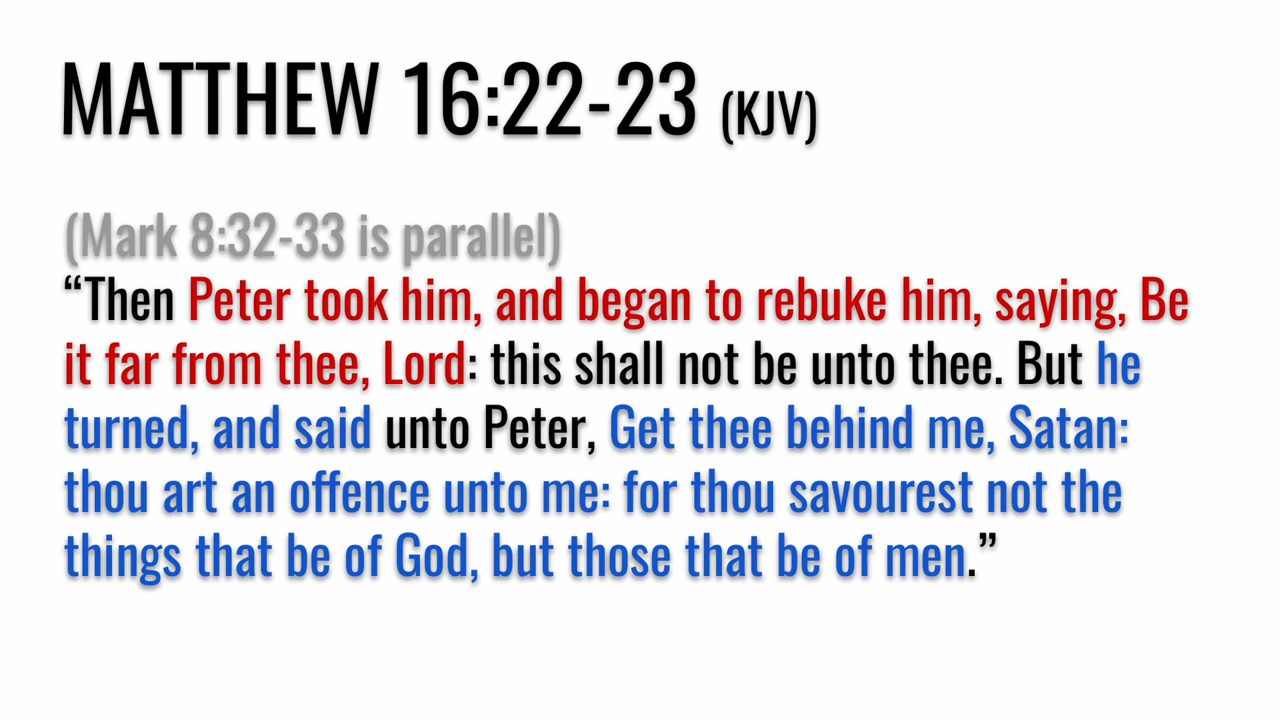 MATTHEW 16:22-23 (KJV)
(Mark 8:32-33 is parallel)
“Then Peter took him, and began to rebuke him, saying, Be
it far from thee, Lord: this shall not be unto thee. But he
turned, and said unto Peter, Get thee behind me, Satan:
thou art an offence unto me: for thou savourest not the
things that be of God, but those that be of men.”